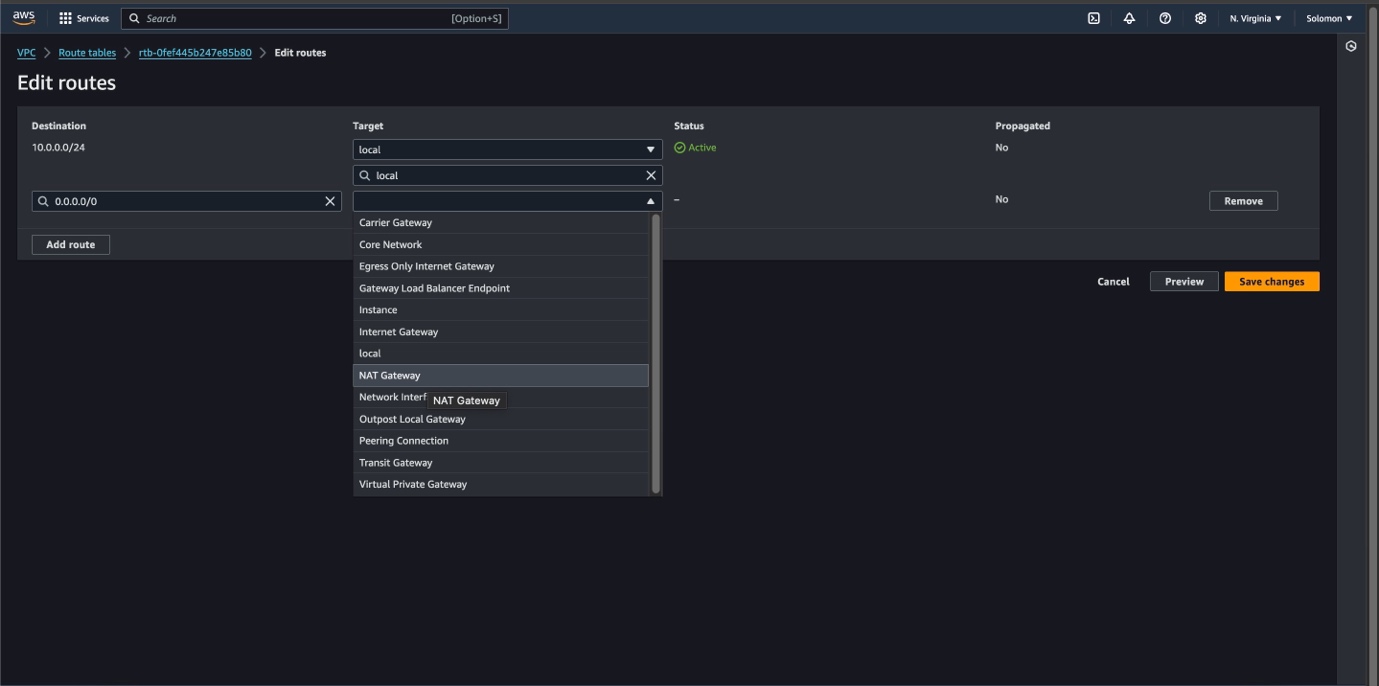 aws Services Search [Option+S] N. Virginia Solomon
VPC Route tables rtb-0fef445b247e85b80 Edit routes
Edit routes
Destination Target Status Propagated
10.0.0.0/24 local Active No
local
0.0.0.0/0 – No Remove
Carrier Gateway
Add route Core Network
Egress Only Internet Gateway
Cancel Preview Save changes
Gateway Load Balancer Endpoint
Instance
Internet Gateway
local
NAT Gateway
Network Interf NAT Gateway
Outpost Local Gateway
Peering Connection
Transit Gateway
Virtual Private Gateway